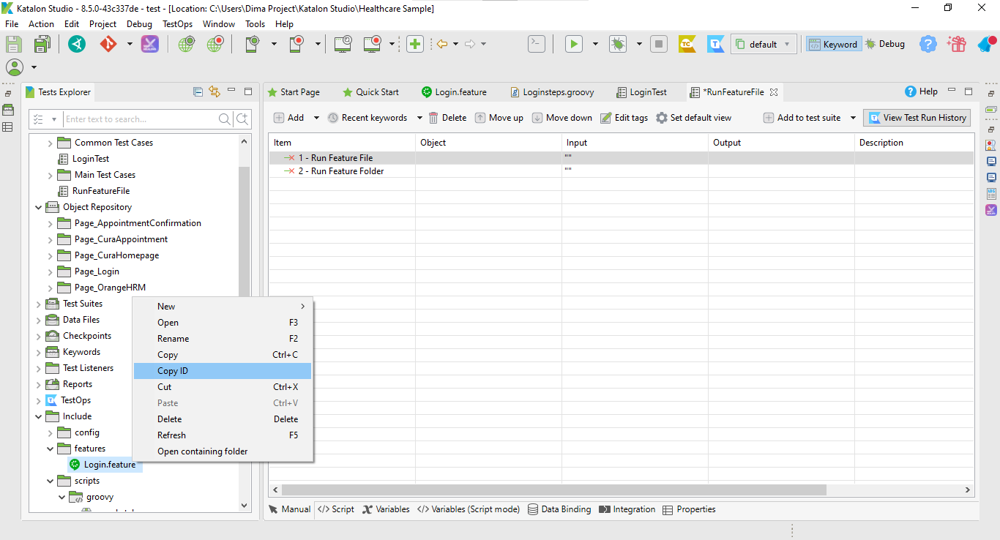 Katalon Studio - 8.5.0-43c337de - test - [Location: C:\Users\Dima Project\Katalon Studio\Healthcare Sample]
File Action Edit Project Debug TestOps Window Tools Help
TC T default Keyword Debug
Tests Explorer
Start Page Quick Start Login.feature Loginsteps.groovy LoginTest *RunFeatureFile Help
Enter text to search...
Add Recent keywords Delete Move up Move down Edit tags Set default view Add to test suite View Test Run History
Item Object Input Output Description
1 - Run Feature File ""
2 - Run Feature Folder ""
Common Test Cases
LoginTest
Main Test Cases
RunFeatureFile
Object Repository
Page_AppointmentConfirmation
Page_CuraAppointment
Page_CuraHomepage
Page_Login
Page_OrangeHRM
Test Suites
Data Files
Checkpoints
Keywords
Test Listeners
Reports
TestOps
Include
config
features
Login.feature
scripts
groovy
New
Open F3
Rename F2
Copy Ctrl+C
Copy ID
Cut Ctrl+X
Paste Ctrl+V
Delete Delete
Refresh F5
Open containing folder
Manual Script Variables Variables (Script mode) Data Binding Integration Properties